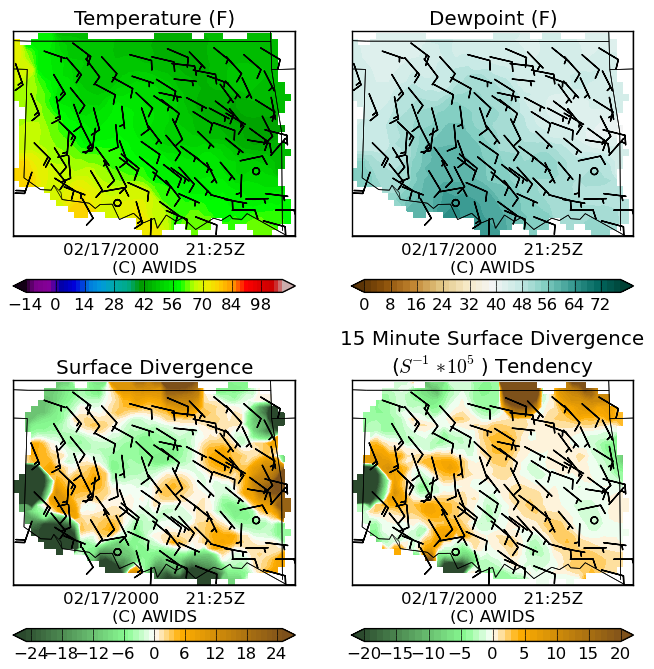 Temperature (F)
Dewpoint (F)
02/17/2000 21:25Z
(C) AWIDS
02/17/2000 21:25Z
(C) AWIDS
−14 0 14 28 42 56 70 84 98
0 8 16 24 32 40 48 56 64 72
Surface Divergence
15 Minute Surface Divergence
(S⁻¹ *10⁵ ) Tendency
02/17/2000 21:25Z
(C) AWIDS
02/17/2000 21:25Z
(C) AWIDS
−24 −18 −12 −6 0 6 12 18 24
−20 −15 −10 −5 0 5 10 15 20